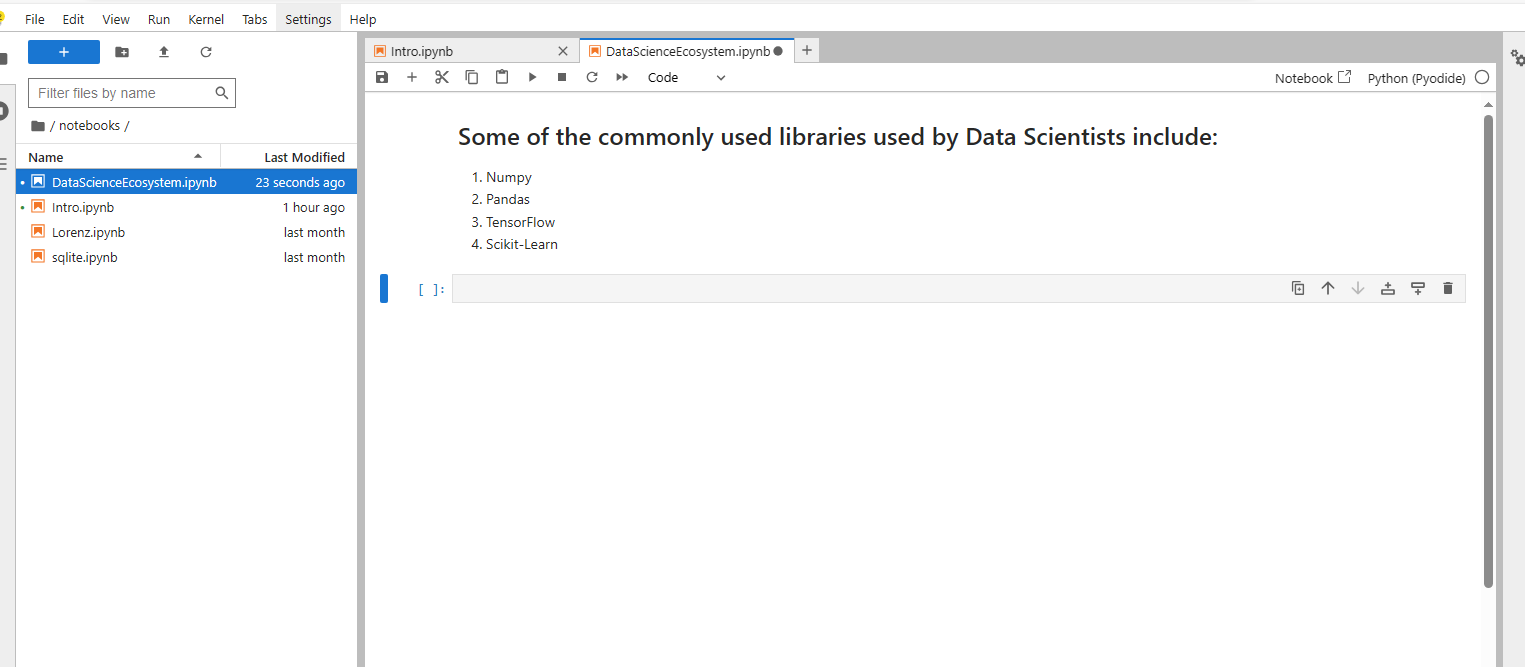 File Edit View Run Kernel Tabs Settings Help
+
Filter files by name
/ notebooks /
Name Last Modified
DataScienceEcosystem.ipynb 23 seconds ago
Intro.ipynb 1 hour ago
Lorenz.ipynb last month
sqlite.ipynb last month
Intro.ipynb DataScienceEcosystem.ipynb
Code Notebook Python (Pyodide)
Some of the commonly used libraries used by Data Scientists include:
1. Numpy
2. Pandas
3. TensorFlow
4. Scikit-Learn
[ ]: